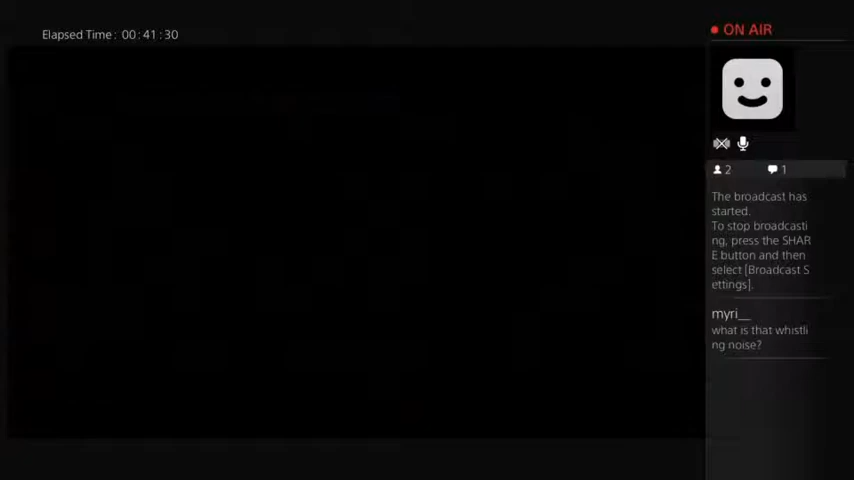 Elapsed Time: 00:41:30
ON AIR
2 1
The broadcast has
started.
To stop broadcasti
ng, press the SHAR
E button and then
select [Broadcast S
ettings].
myri__
what is that whistli
ng noise?